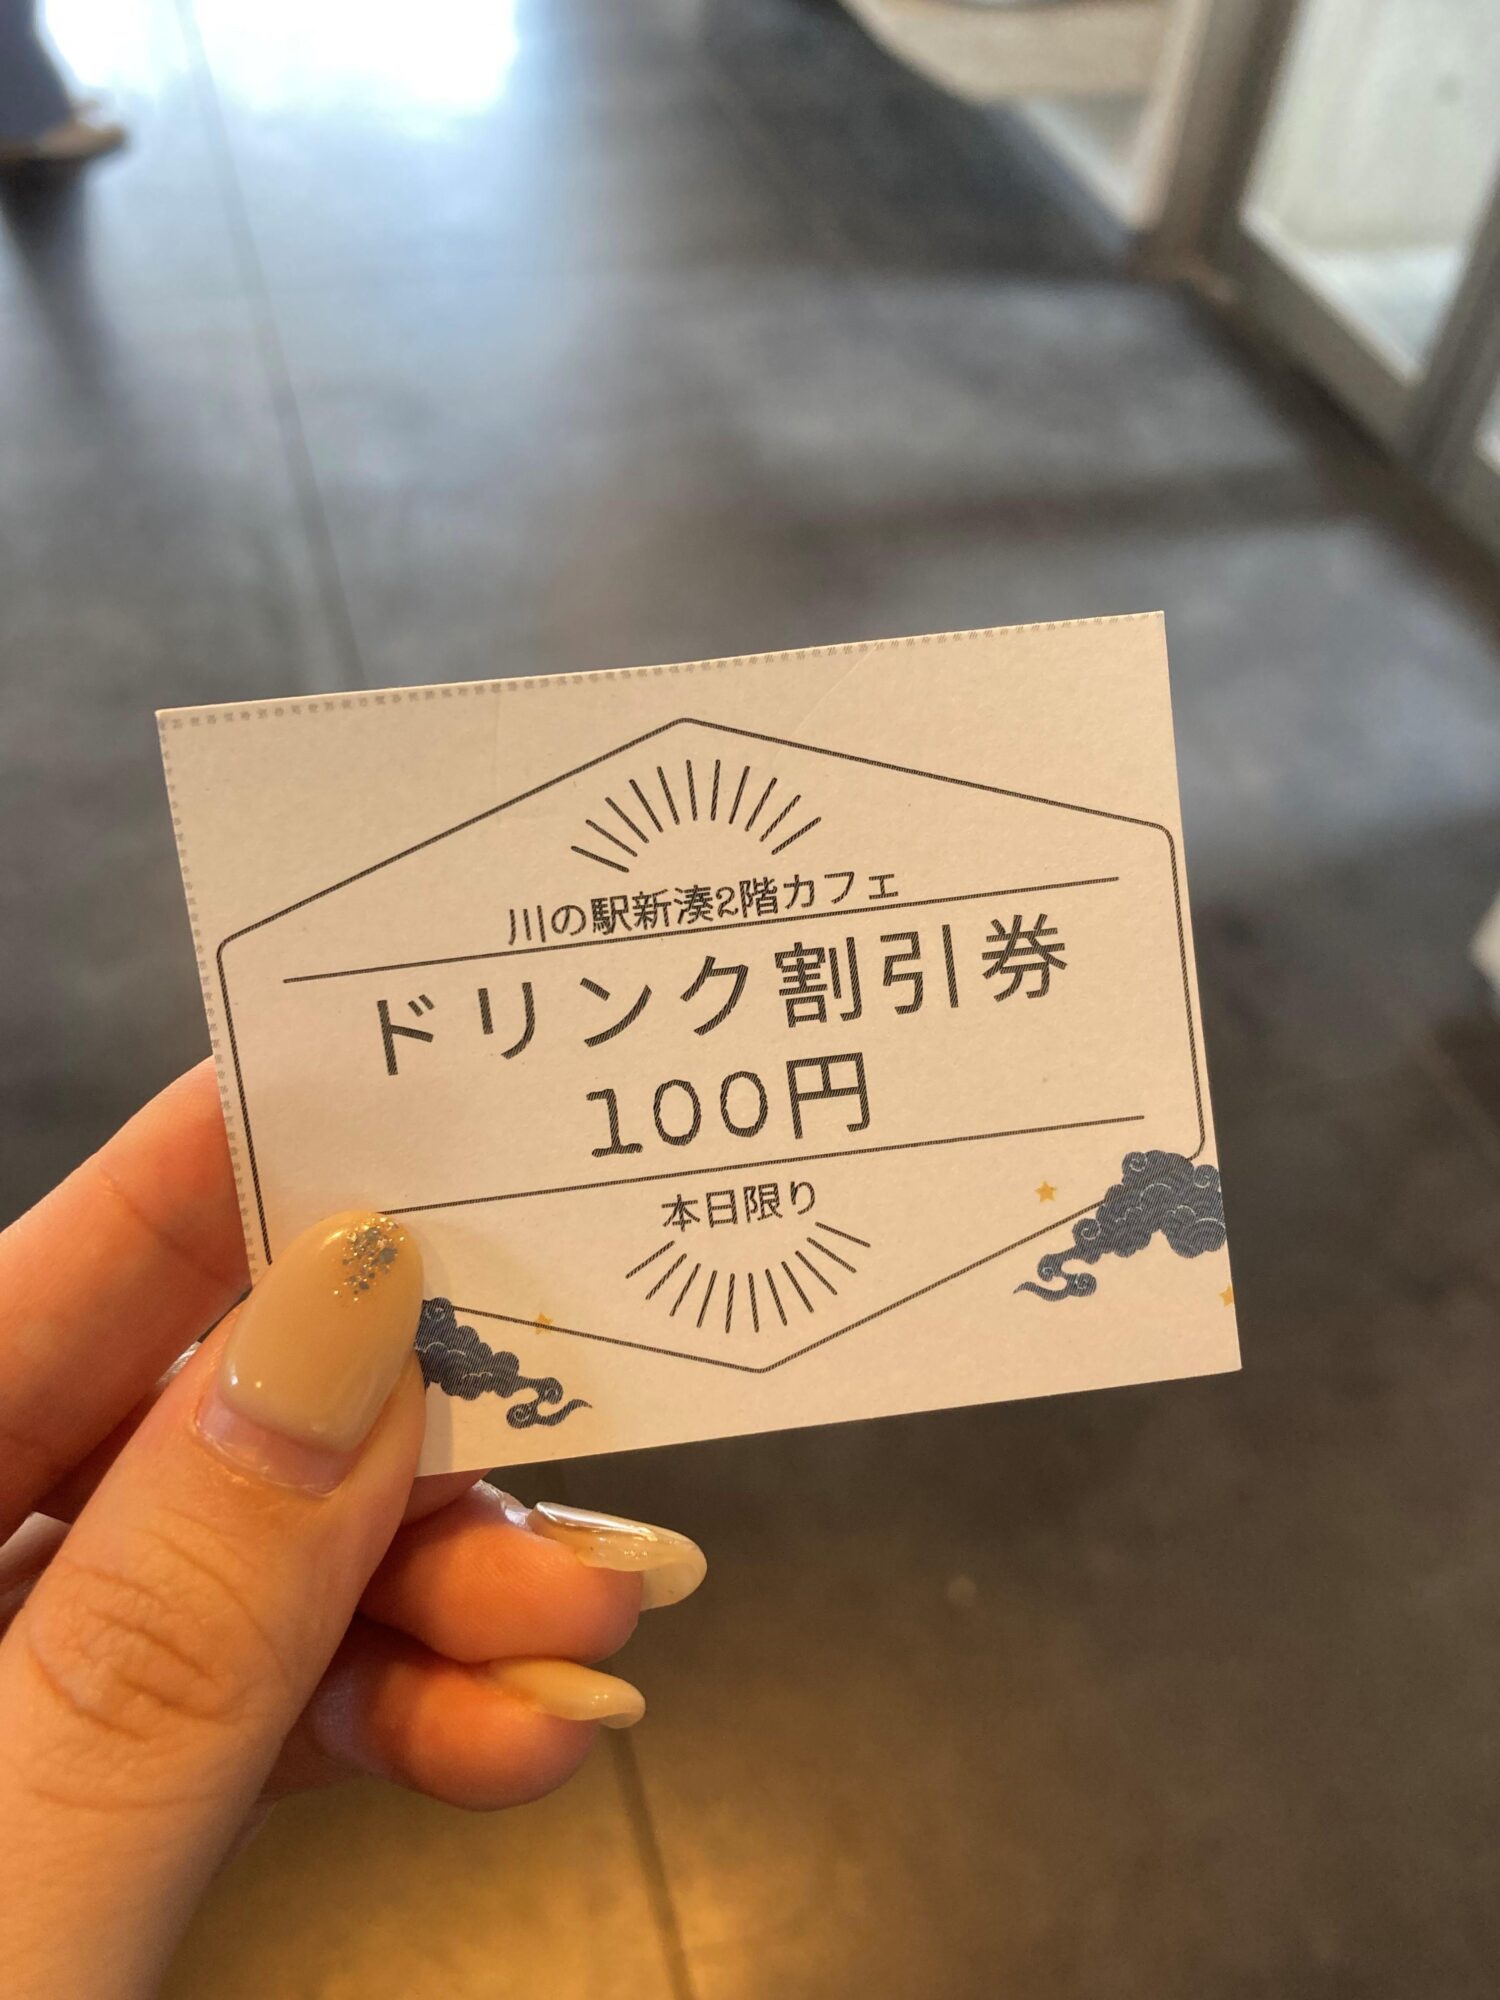 川の駅新湊2階カフェ
ドリンク割引券
100円
本日限り